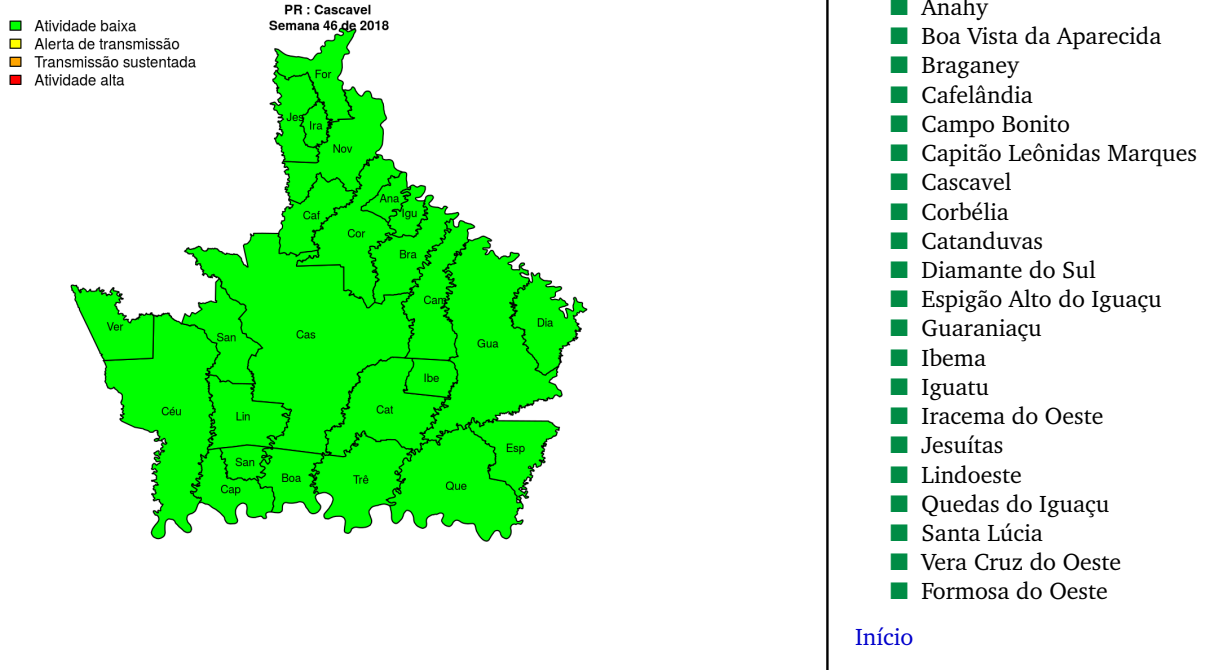 PR : Cascavel
Semana 46 de 2018
Atividade baixa
Alerta de transmissão
Transmissão sustentada
Atividade alta
For
Jes
Ira
Nov
Ana
Igu
Caf
Cor
Bra
Cam
Ver
San
Cas
Gua
Dia
Ibe
Céu
Lin
Cat
Esp
San
Cap
Boa
Trê
Que
Anahy
Boa Vista da Aparecida
Braganey
Cafelândia
Campo Bonito
Capitão Leônidas Marques
Cascavel
Corbélia
Catanduvas
Diamante do Sul
Espigão Alto do Iguaçu
Guaraniaçu
Ibema
Iguatu
Iracema do Oeste
Jesuítas
Lindoeste
Quedas do Iguaçu
Santa Lúcia
Vera Cruz do Oeste
Formosa do Oeste
Início